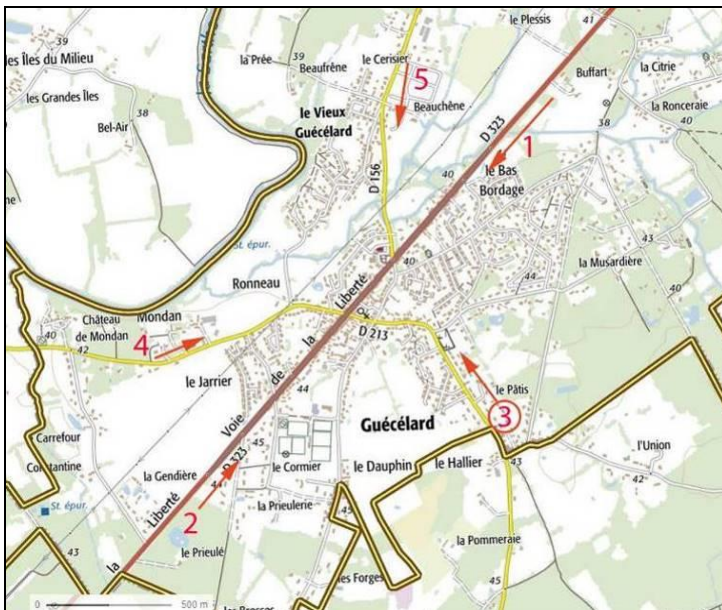 le Plessis
41
39
les Îles du Milieu
la Prée
39
Beaufrêne
le Cerisier
5
Beauchêne
Buffart
la Citrie
les Grandes Îles
38
Bel-Air
le Vieux
Guécélard
D 323
1
la Ronceraie
40
38
D 156
40
le Bas
Bordage
St. épur.
Ronneau
40
43
la Musardière
44
40
Château
de Mondan
40
42
Mondan
4
Voie de la Liberté
D 213
le Jarrier
44
le Pâtis
3
Guécélard
Carrefour
Constantine
45
D 323
la Gendière
44
le Cormier
le Dauphin
le Hallier
43
l'Union
42
St. épur.
2
la Prieulerie
45
43
la Liberté
le Prieulé
la Pommeraie
les Forges
45
0
500 m